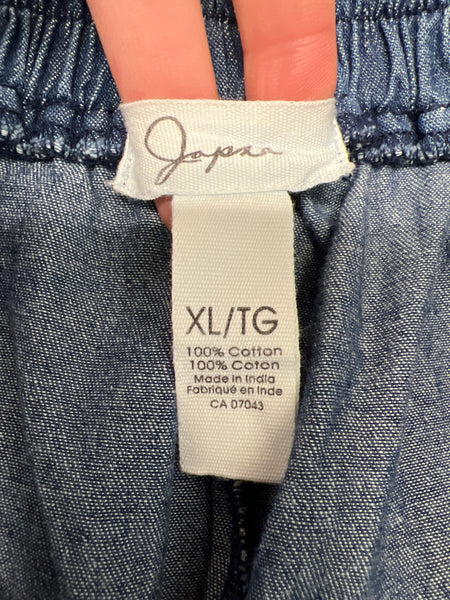 Japna
XL/TG
100% Cotton
100% Coton
Made in India
Fabriqué en Inde
CA 07043